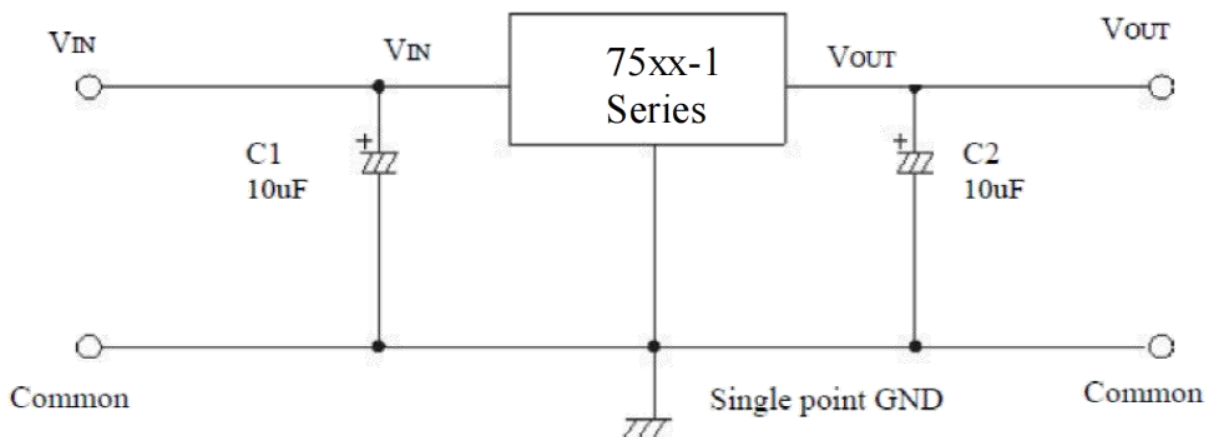 VIN
VIN
75xx-1
Series
VOUT
VOUT
+
C1
10uF
+
C2
10uF
Common
Single point GND
Common